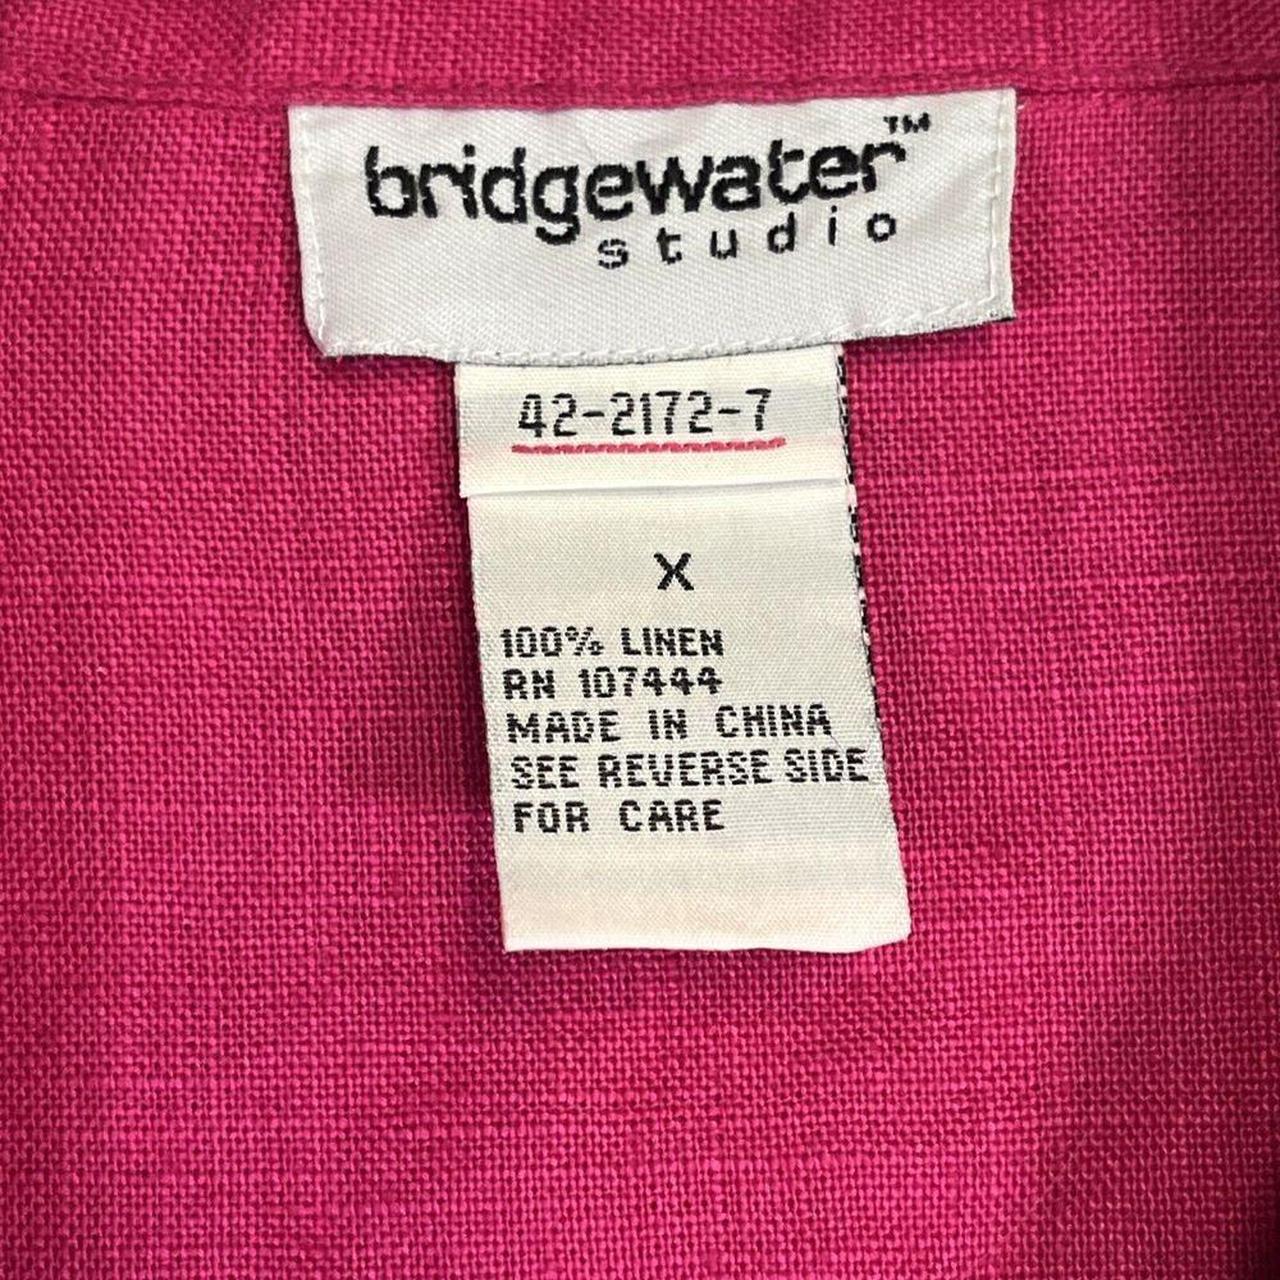 bridgewater™
studio
42-2172-7
X
100% LINEN
RN 107444
MADE IN CHINA
SEE REVERSE SIDE
FOR CARE